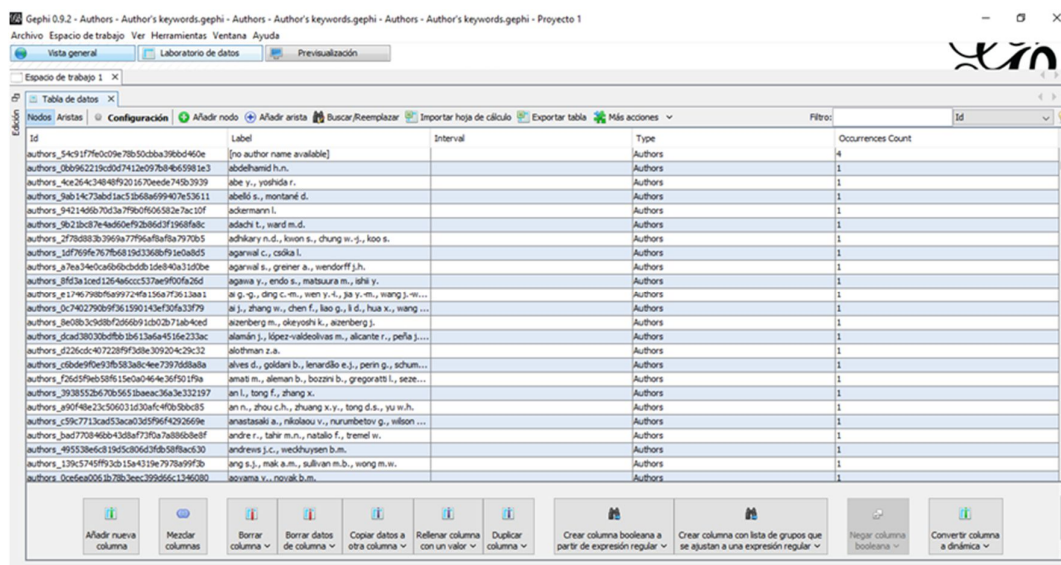 Gephi 0.9.2 - Authors - Author's keywords.gephi - Authors - Author's keywords.gephi - Authors - Author's keywords.gephi - Proyecto 1
Archivo Espacio de trabajo Ver Herramientas Ventana Ayuda
Vista general Laboratorio de datos Previsualización
Espacio de trabajo 1 X
Tabla de datos X
Edición
Nodos Aristas Configuración Añadir nodo Añadir arista Buscar/Reemplazar Importar hoja de cálculo Exportar tabla Más acciones Filtro: Id
Id Label Interval Type Occurrences Count
authors_54c91f7fe0c09e78b50cbba39bbd460e [no author name available] Authors 4
authors_0bb962219cd0d7412e097b84b65981e3 abdelhamid h.n. Authors 1
authors_4ce264c34848f9201670eede745b3939 abe y., yoshida r. Authors 1
authors_9ab14c73abd1ac51b68a699407e53611 abelló s., montané d. Authors 1
authors_94214d6b70d3a7f9b0f606582e7ac10f ackermann l. Authors 1
authors_9b21bc87e4ad60ef92b86d3f1968fa8c adachi t., ward m.d. Authors 1
authors_2f78d883b3969a77f96af8af8a7970b5 adhikary n.d., kwon s., chung w.-j., koo s. Authors 1
authors_1df769fe767fb6819d3368bf91e0a8d5 agarwal c., csóka l. Authors 1
authors_a7ea34e0ca6b6bcbddb1de840a31d0be agarwal s., greiner a., wendorff j.h. Authors 1
authors_8fd3a1ced1264a6ccc537ae9f00fa26d agawa y., endo s., matsuura m., ishii y. Authors 1
authors_e1746798bf6a99724fa156a7f3613aa1 ai g.-g., ding c.-m., wen y.-l., jia y.-m., wang j.-w... Authors 1
authors_0c7402790b9f361590143ef30fa33f79 ai j., zhang w., chen f., liao g., li d., hua x., wang ... Authors 1
authors_8e08b3c9d8bf2d66b91cb02b71ab4ced aizenberg m., okeyoshi k., aizenberg j. Authors 1
authors_dcad38030bdfbb1b613a6a4516e233ac alamán j., lópez-valdeolivas m., alicante r., peña j.... Authors 1
authors_d226cdc407228f9f3d8e309204c29c32 alothman z.a. Authors 1
authors_c6bde9f0e93fb583a8c4ee7397dd8a8a alves d., goldani b., lenardão e.j., perin g., schum... Authors 1
authors_f26d5f9eb58f615e0a0464e36f501f9a amati m., aleman b., bozzini b., gregoratti l., seze... Authors 1
authors_3938552b670b5651baeac36a3e332197 an l., tong f., zhang x. Authors 1
authors_a90f48e23c506031d30afc4f0b5bbc85 an n., zhou c.h., zhuang x.y., tong d.s., yu w.h. Authors 1
authors_c59c7713cad53aca03d5f96f4292669e anastasaki a., nikolaou v., nurumbetov g., wilson ... Authors 1
authors_bad770846bb43d8af73f0a7a886b8e8f andre r., tahir m.n., natalio f., tremel w. Authors 1
authors_495538e6c819d5c806d3fdb58f8ac630 andrews j.c., weckhuysen b.m. Authors 1
authors_139c5745ff93cb15a4319e7978a99f3b ang s.j., mak a.m., sullivan m.b., wong m.w. Authors 1
authors_0ce6ea0061b78b3eec399d66c1346080 aoyama y., novak b.m. Authors 1
Añadir nueva columna
Mezclar columnas
Borrar columna
Borrar datos de columna
Copiar datos a otra columna
Rellenar columna con un valor
Duplicar columna
Crear columna booleana a partir de expresión regular
Crear columna con lista de grupos que se ajustan a una expresión regular
Negar columna booleana
Convertir columna a dinámica